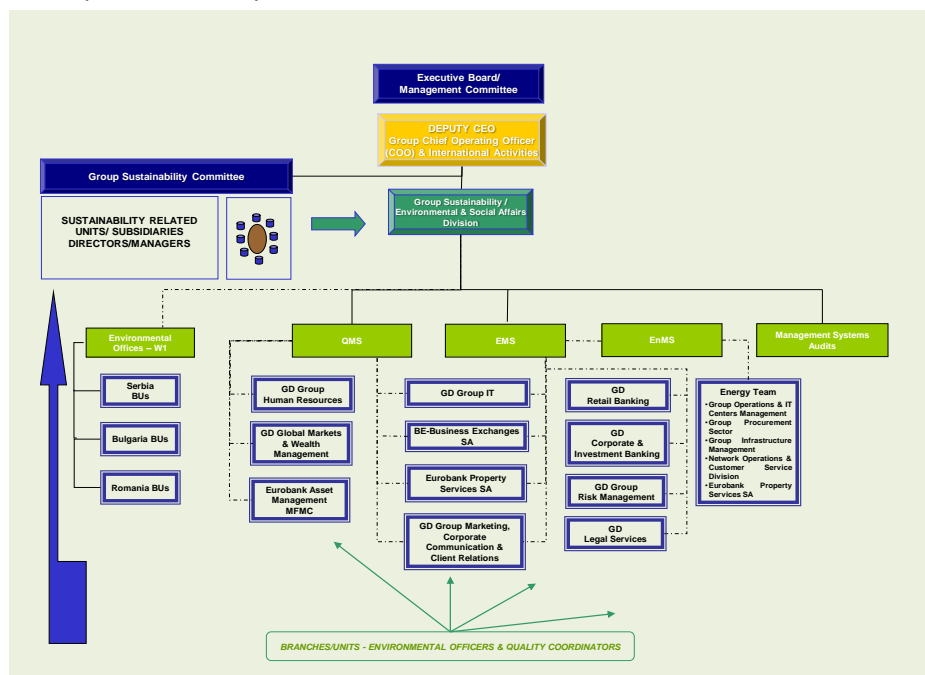 Executive Board/
Management Committee
DEPUTY CEO
Group Chief Operating Officer
(COO) & International Activities
Group Sustainability Committee
Group Sustainability /
Environmental & Social Affairs
Division
SUSTAINABILITY RELATED
UNITS/ SUBSIDIARIES
DIRECTORS/MANAGERS
Environmental
Offices – W1
QMS
EMS
EnMS
Management Systems
Audits
Serbia
BUs
Bulgaria BUs
Romania BUs
GD Group
Human Resources
GD Global Markets
& Wealth
Management
Eurobank Asset
Management
MFMC
GD Group IT
BE-Business Exchanges
SA
Eurobank Property
Services SA
GD Group Marketing,
Corporate
Communication &
Client Relations
GD
Retail Banking
GD
Corporate &
Investment Banking
GD Group
Risk Management
GD
Legal Services
Energy Team
•Group Operations & IT
Centers Management
•Group Procurement
Sector
•Group Infrastructure
Management
•Network Operations &
Customer Service
Division
•Eurobank Property
Services SA
BRANCHES/UNITS - ENVIRONMENTAL OFFICERS & QUALITY COORDINATORS